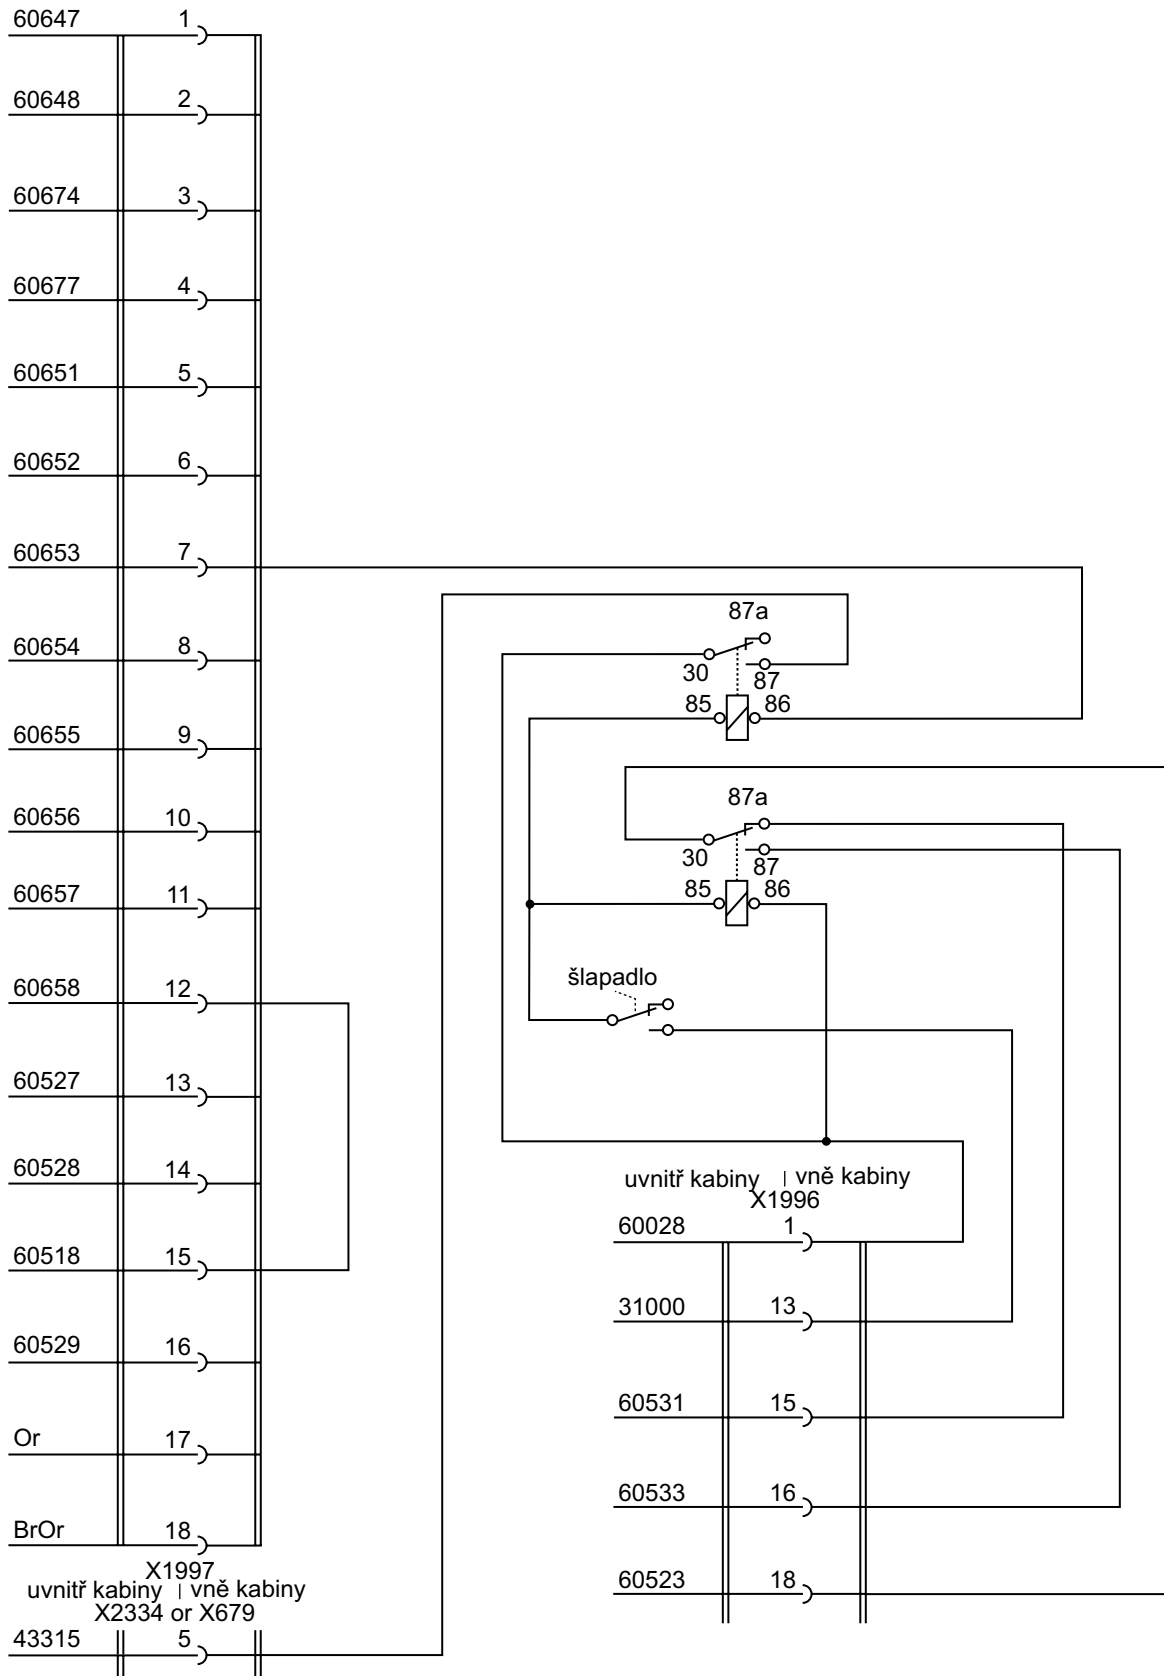 60647 1
60648 2
60674 3
60677 4
60651 5
60652 6
60653 7
60654 8
60655 9
60656 10
60657 11
60658 12
60527 13
60528 14
60518 15
60529 16
Or 17
BrOr 18
X1997
uvnitř kabiny | vně kabiny
X2334 or X679
43315 5
87a
30
87
85 86
87a
30
87
85 86
šlapadlo
uvnitř kabiny | vně kabiny
X1996
60028 1
31000 13
60531 15
60533 16
60523 18